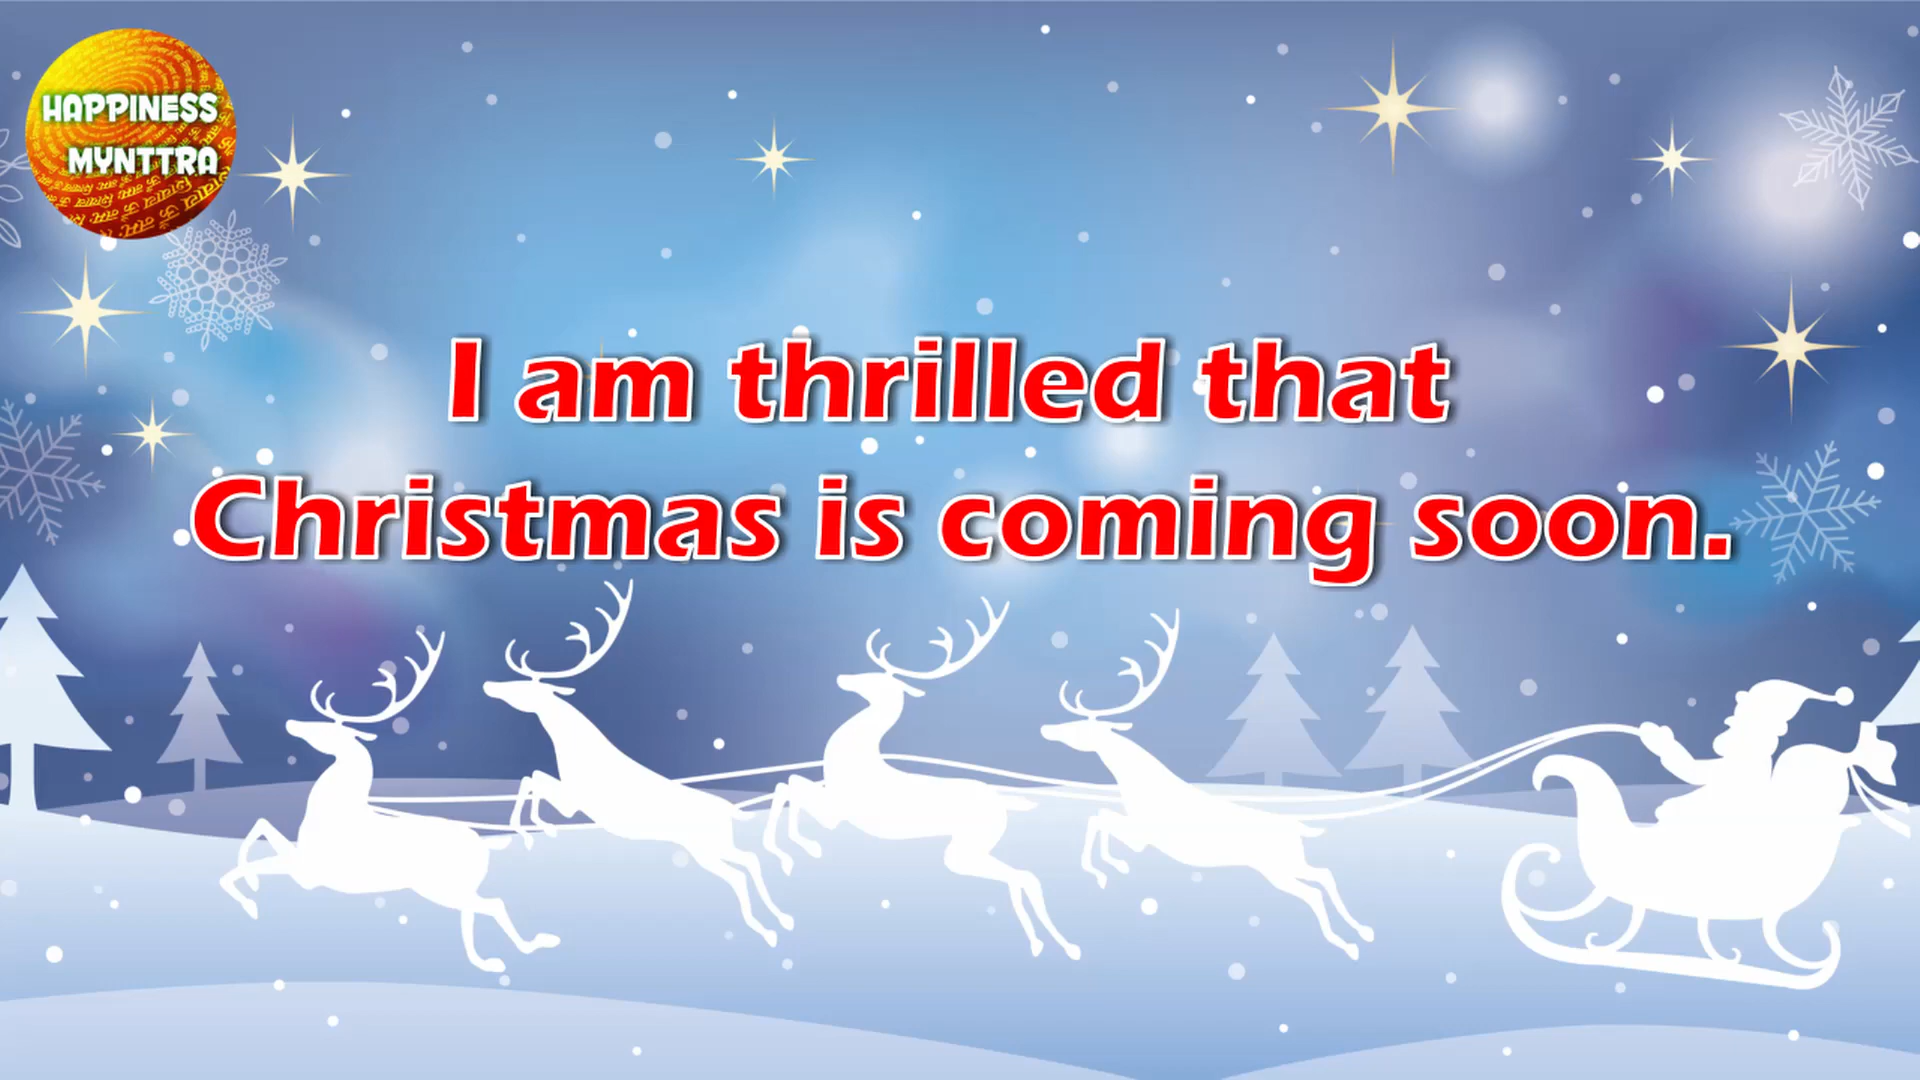 HAPPINESS
MYNTTRA
I am thrilled that
Christmas is coming soon.